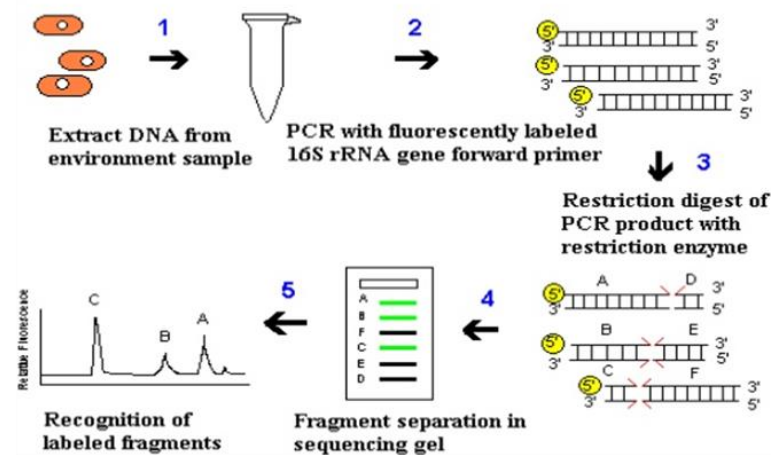 1
2
5'
3'
3'
5'
5'
3'
3'
5'
5'
3'
3'
5'
Extract DNA from
environment sample
PCR with fluorescently labeled
16S rRNA gene forward primer
3
Restriction digest of
PCR product with
restriction enzyme
A
D
5'
3'
3'
5'
B
E
5'
3'
3'
5'
C
F
5'
3'
3'
5'
4
A
B
F
C
E
D
Fragment separation in
sequencing gel
5
Relative Fluorescence
C
B
A
Recognition of
labeled fragments